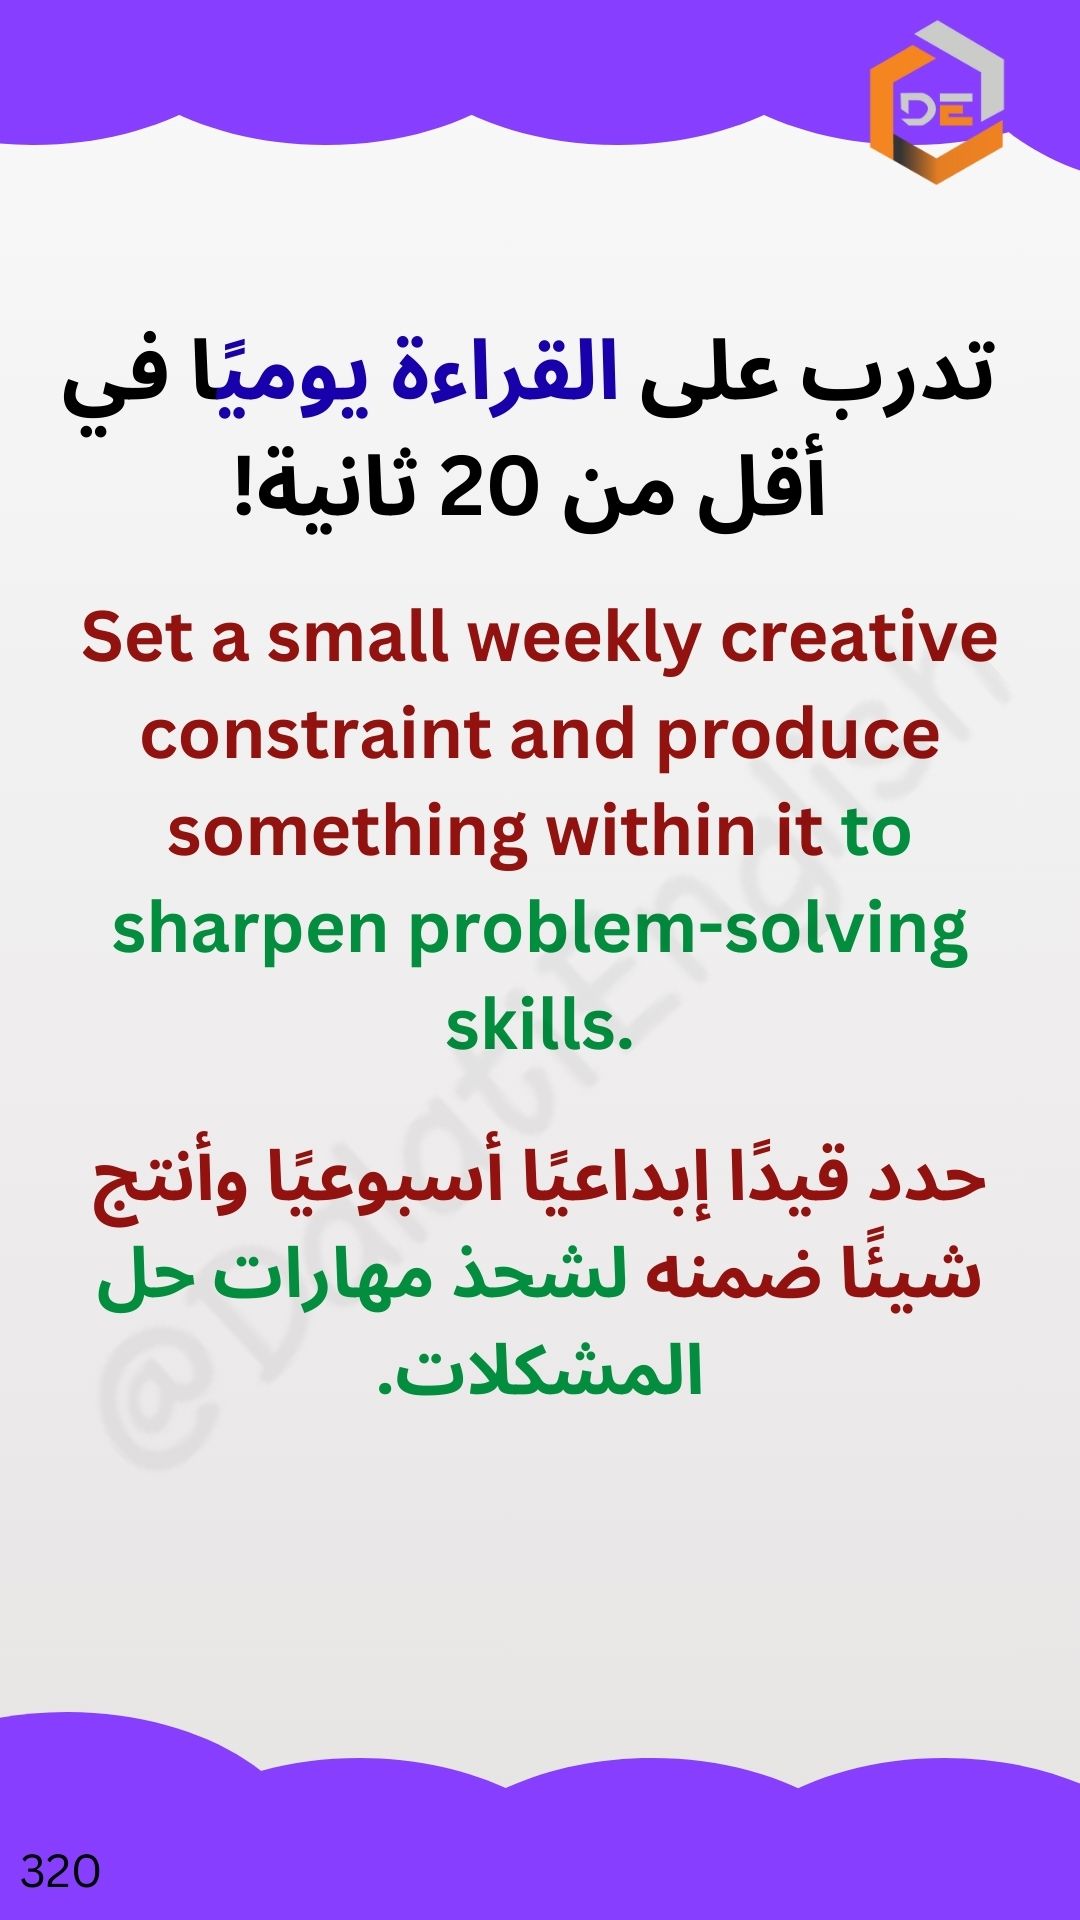 DE
تدرب على القراءة يوميًا في
أقل من 20 ثانية!
Set a small weekly creative
constraint and produce
something within it to
sharpen problem-solving
skills.
حدد قيدًا إبداعيًا أسبوعيًا وأنتج
شيئًا ضمنه لشحذ مهارات حل
المشكلات.
@DalatiEnglish
320